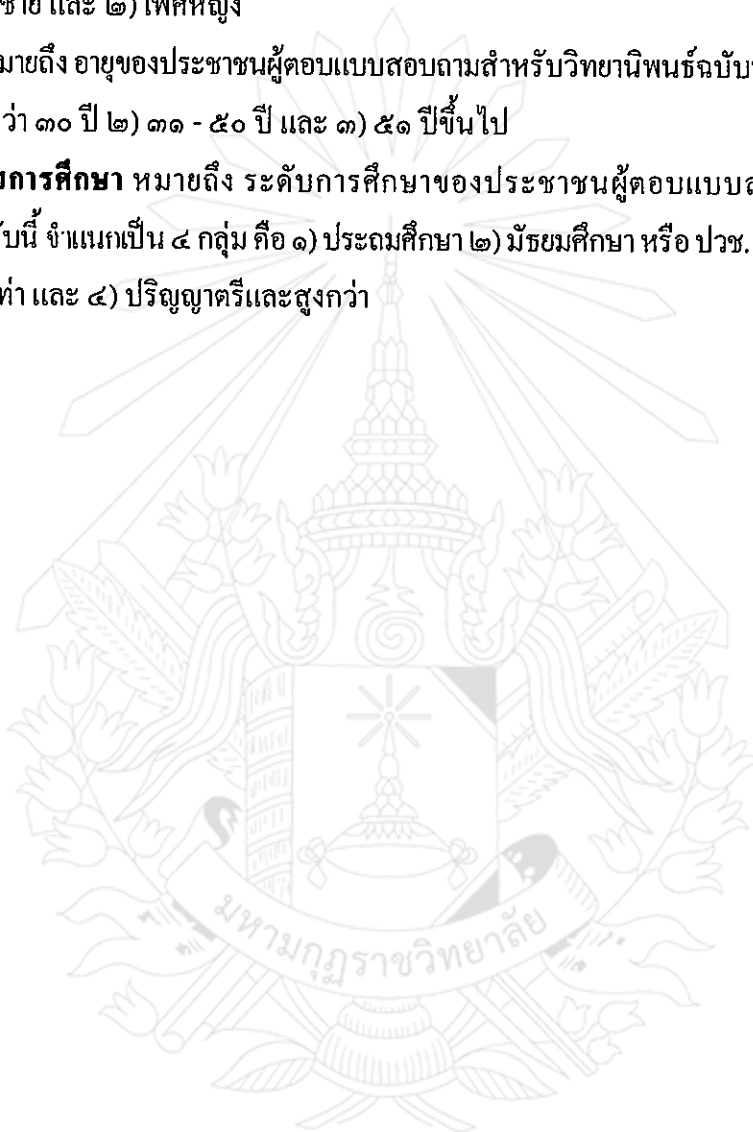 ชาย และ ๒) เพศหญิง
มายถึง อายุของประชาชนผู้ตอบแบบสอบถามสำหรับวิทยานิพนธ์ฉบับ
ว่า ๓๐ ปี ๒) ๓๑ - ๕๐ ปี และ ๓) ๕๑ ปีขึ้นไป
การศึกษา หมายถึง ระดับการศึกษาของประชาชนผู้ตอบแบบ
บนี้ จำแนกเป็น ๔ กลุ่ม คือ ๑) ประถมศึกษา ๒) มัธยมศึกษา หรือ ปวช.
ท่า และ ๔) ปริญญาตรีและสูงกว่า
มหามกุฏราชวิทยาลัย